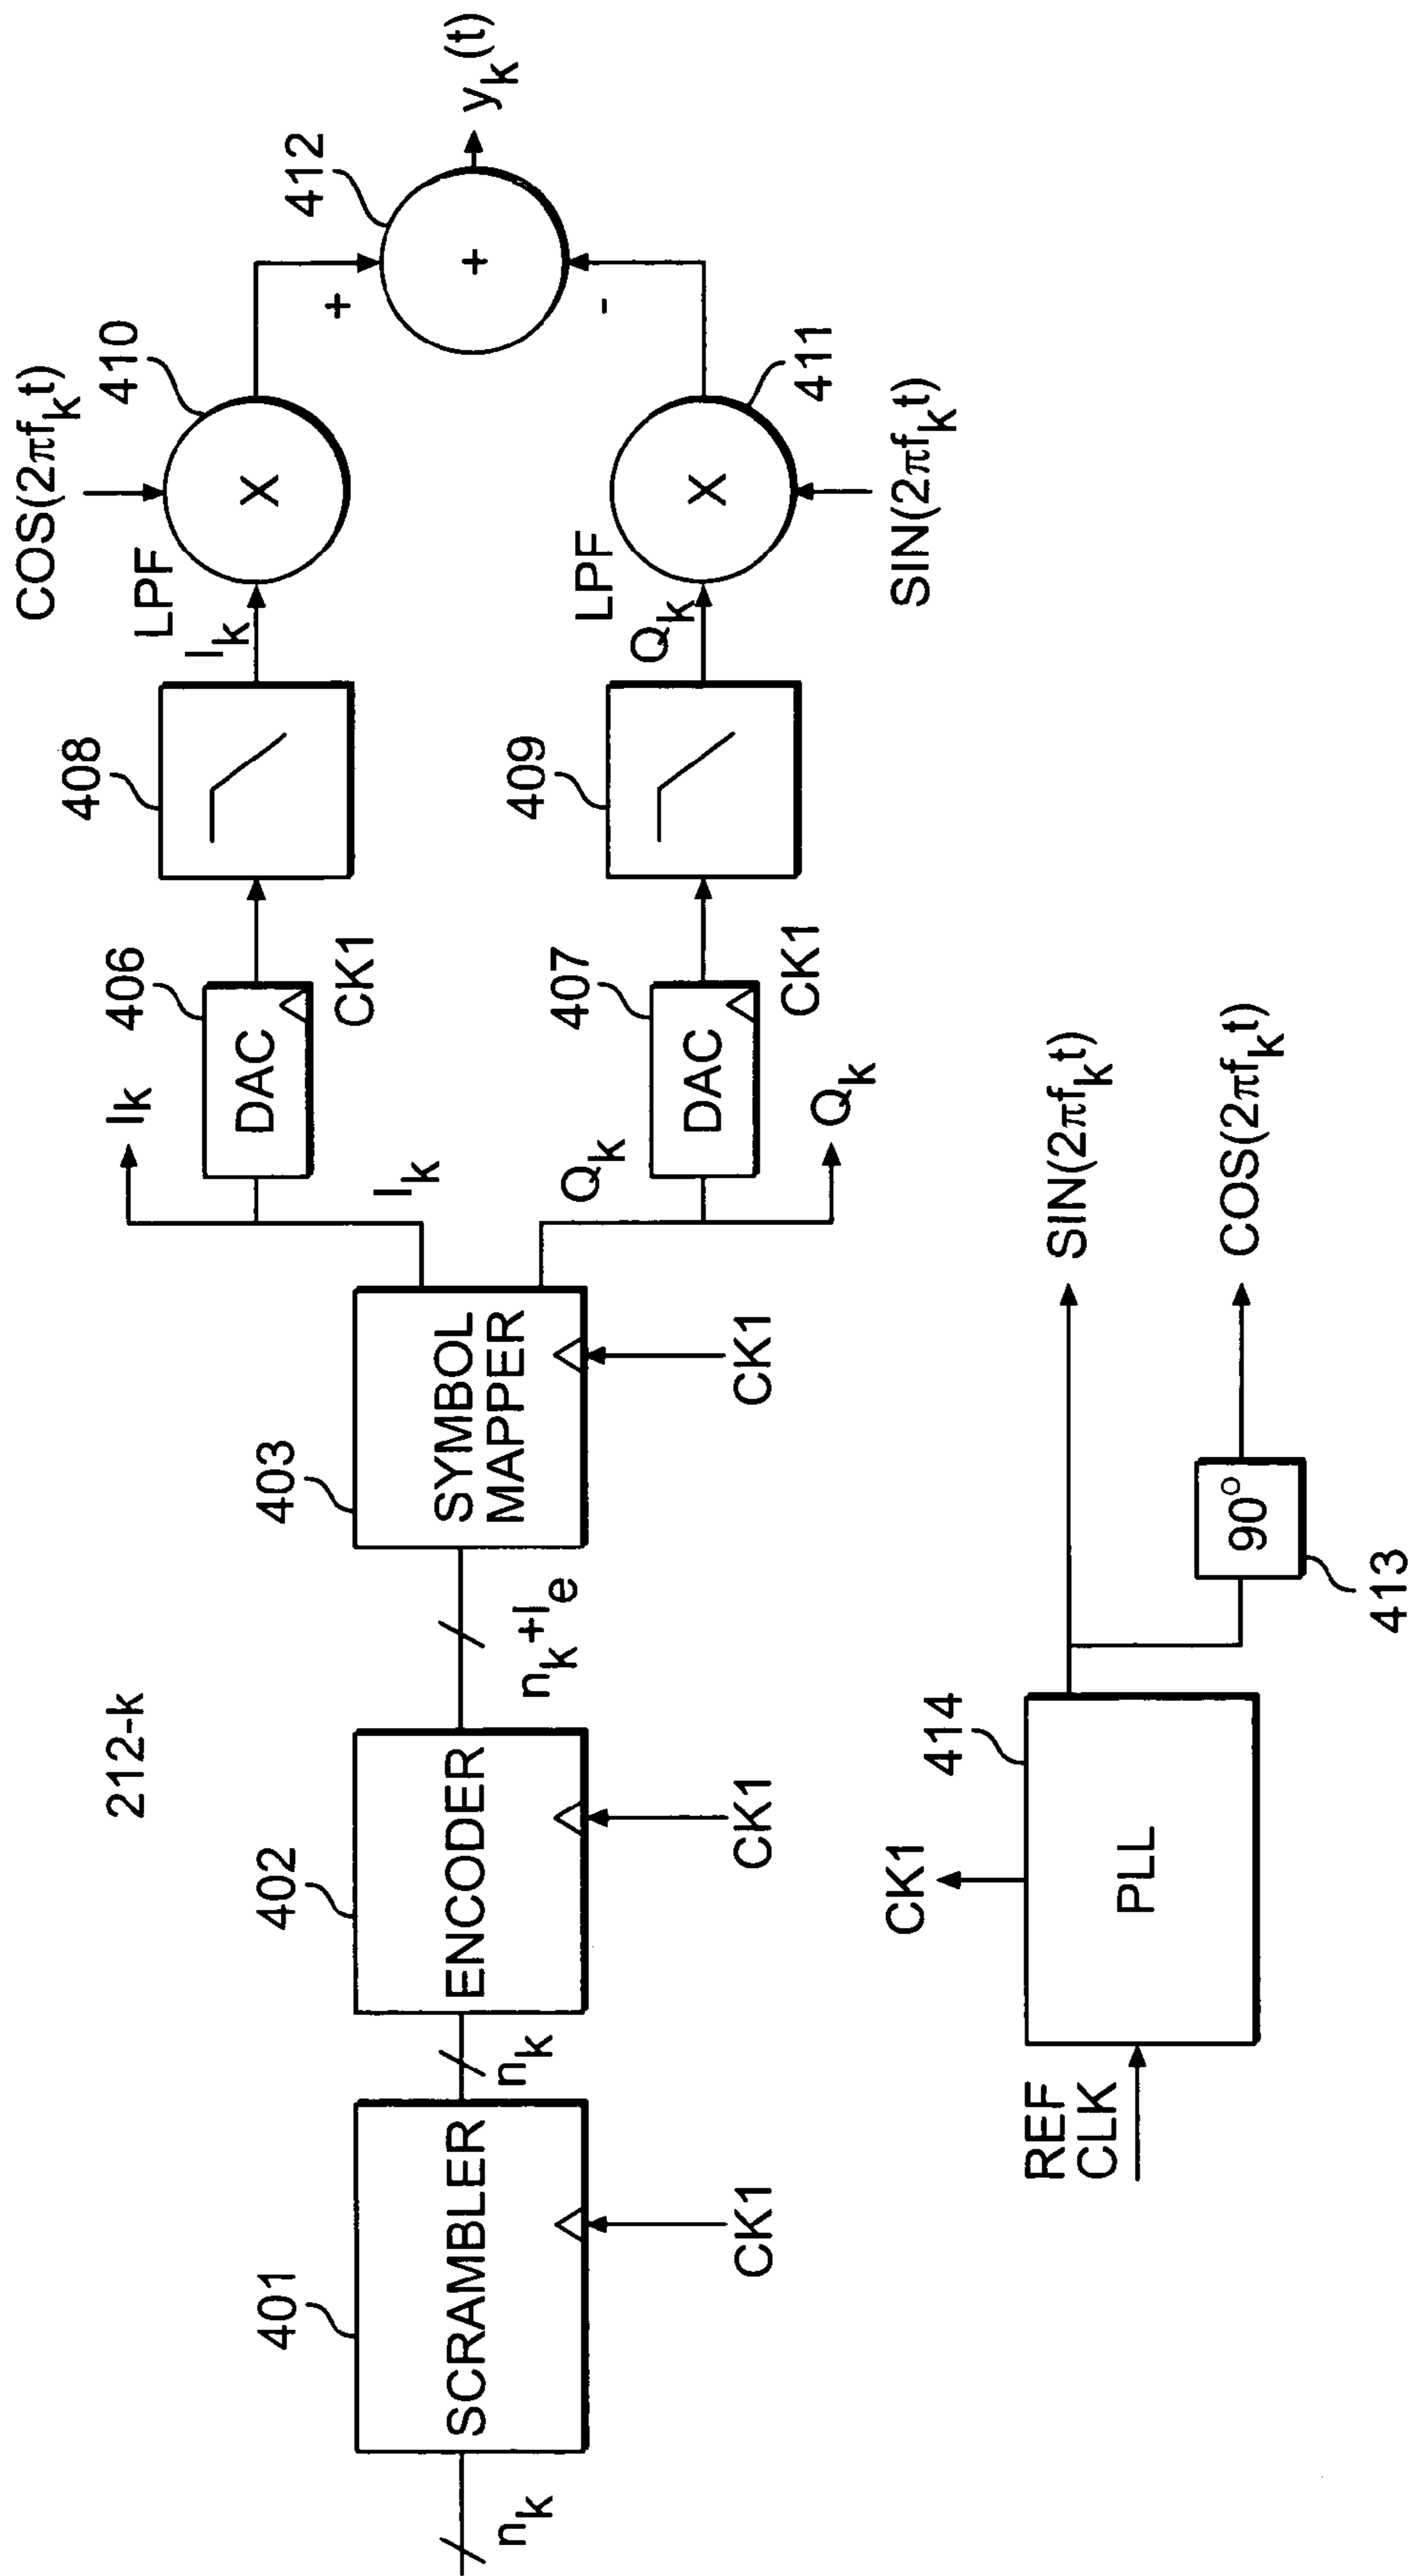 212-k
n_k
401
SCRAMBLER
CK1
n_k
402
ENCODER
CK1
n_k+l_e
403
SYMBOL
MAPPER
CK1
I_k
I_k
406
DAC
CK1
408
LPF
I_k
COS(2πf_kt)
410
X
+
Q_k
Q_k
407
DAC
CK1
409
LPF
Q_k
SIN(2πf_kt)
411
X
-
412
+
y_k(t)
REF
CLK
414
PLL
CK1
413
90°
SIN(2πf_kt)
COS(2πf_kt)